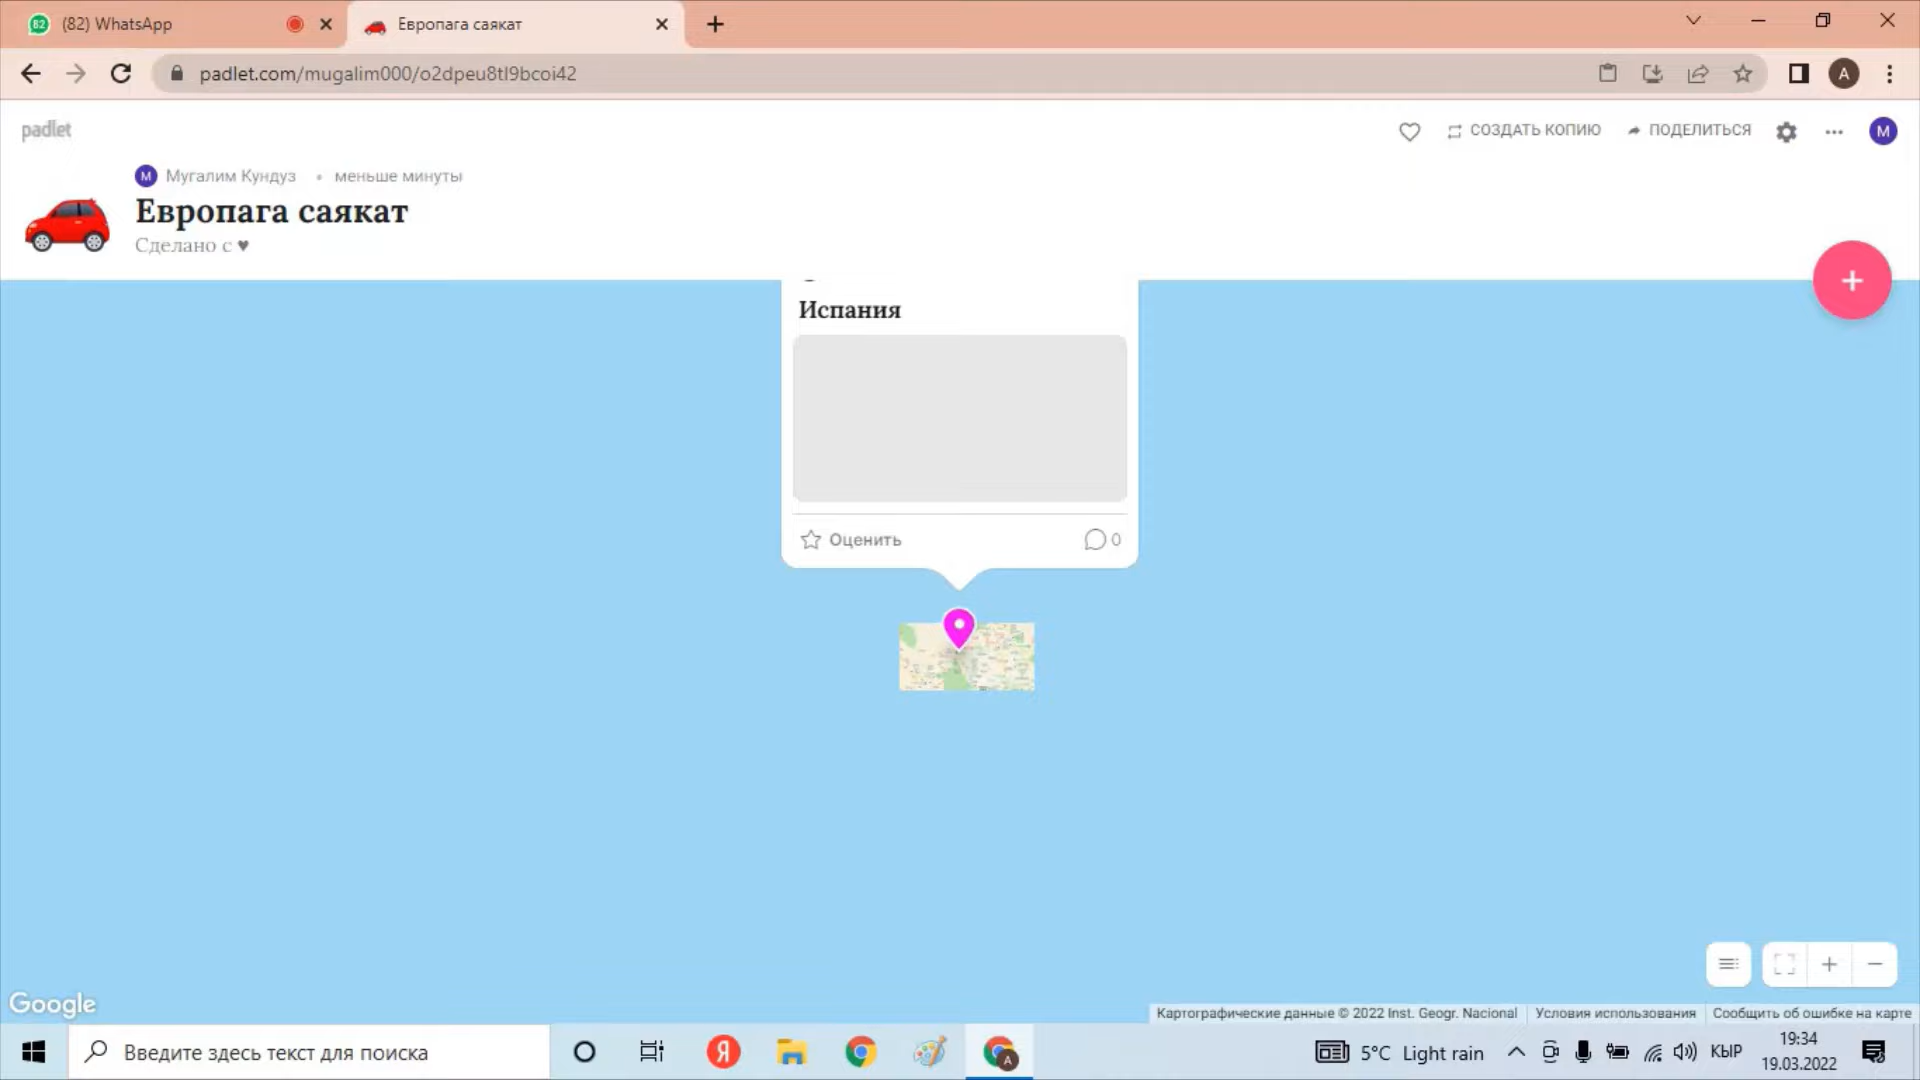 82
(82) WhatsApp
Европага саякат
padlet.com/mugalim000/o2dpeu8tl9bcoi42
A
padlet
СОЗДАТЬ КОПИЮ
ПОДЕЛИТЬСЯ
M
M Мугалим Кундуз • меньше минуты
Европага саякат
Сделано с ♥
Испания
Оценить
0
Google
Картографические данные © 2022 Inst. Geogr. Nacional
Условия использования
Сообщить об ошибке на карте
Введите здесь текст для поиска
Я
A
5°C Light rain
КЫР
19:34
19.03.2022